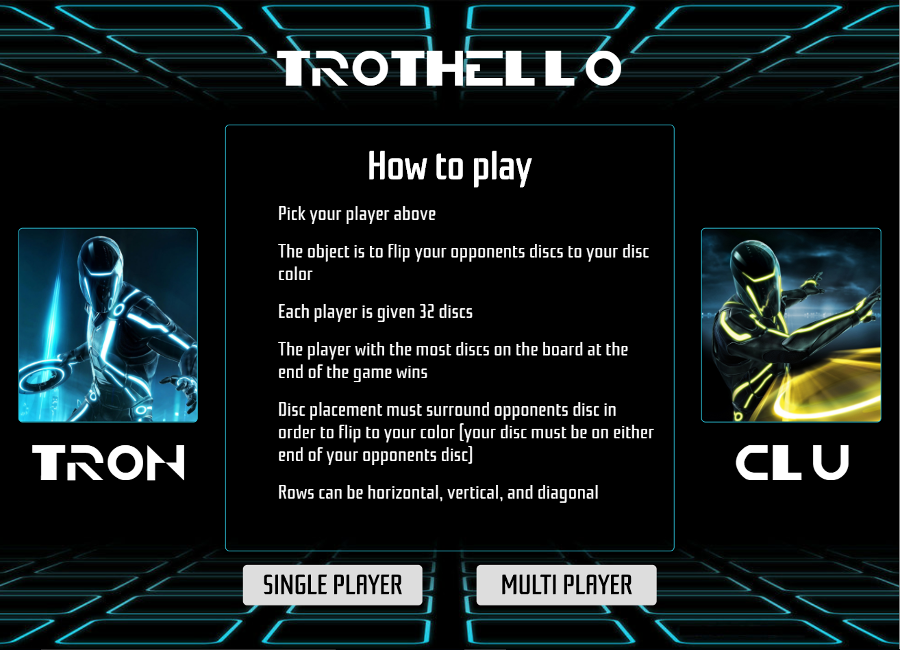 TROTHELLO
How to play
Pick your player above
The object is to flip your opponents discs to your disc
color
Each player is given 32 discs
The player with the most discs on the board at the
end of the game wins
Disc placement must surround opponents disc in
order to flip to your color [your disc must be on either
end of your opponents disc]
Rows can be horizontal, vertical, and diagonal
TRON
CLU
SINGLE PLAYER
MULTI PLAYER